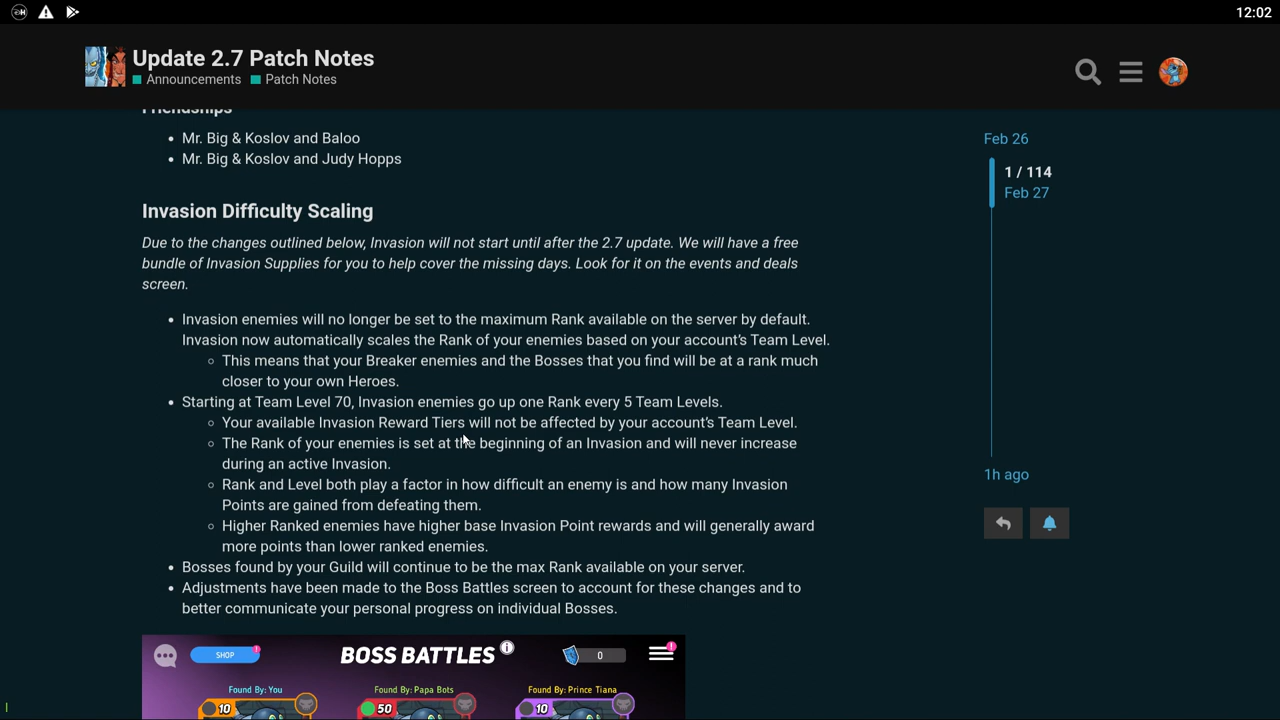 12:02
Update 2.7 Patch Notes
Announcements Patch Notes
Friendships
Mr. Big & Koslov and Baloo
Mr. Big & Koslov and Judy Hopps
Invasion Difficulty Scaling
Due to the changes outlined below, Invasion will not start until after the 2.7 update. We will have a free
bundle of Invasion Supplies for you to help cover the missing days. Look for it on the events and deals
screen.
Invasion enemies will no longer be set to the maximum Rank available on the server by default.
Invasion now automatically scales the Rank of your enemies based on your account’s Team Level.
This means that your Breaker enemies and the Bosses that you find will be at a rank much
closer to your own Heroes.
Starting at Team Level 70, Invasion enemies go up one Rank every 5 Team Levels.
Your available Invasion Reward Tiers will not be affected by your account’s Team Level.
The Rank of your enemies is set at the beginning of an Invasion and will never increase
during an active Invasion.
Rank and Level both play a factor in how difficult an enemy is and how many Invasion
Points are gained from defeating them.
Higher Ranked enemies have higher base Invasion Point rewards and will generally award
more points than lower ranked enemies.
Bosses found by your Guild will continue to be the max Rank available on your server.
Adjustments have been made to the Boss Battles screen to account for these changes and to
better communicate your personal progress on individual Bosses.
SHOP
BOSS BATTLES
0
Found By: You
Found By: Papa Bots
Found By: Prince Tiana
10
50
10
Feb 26
1 / 114
Feb 27
1h ago